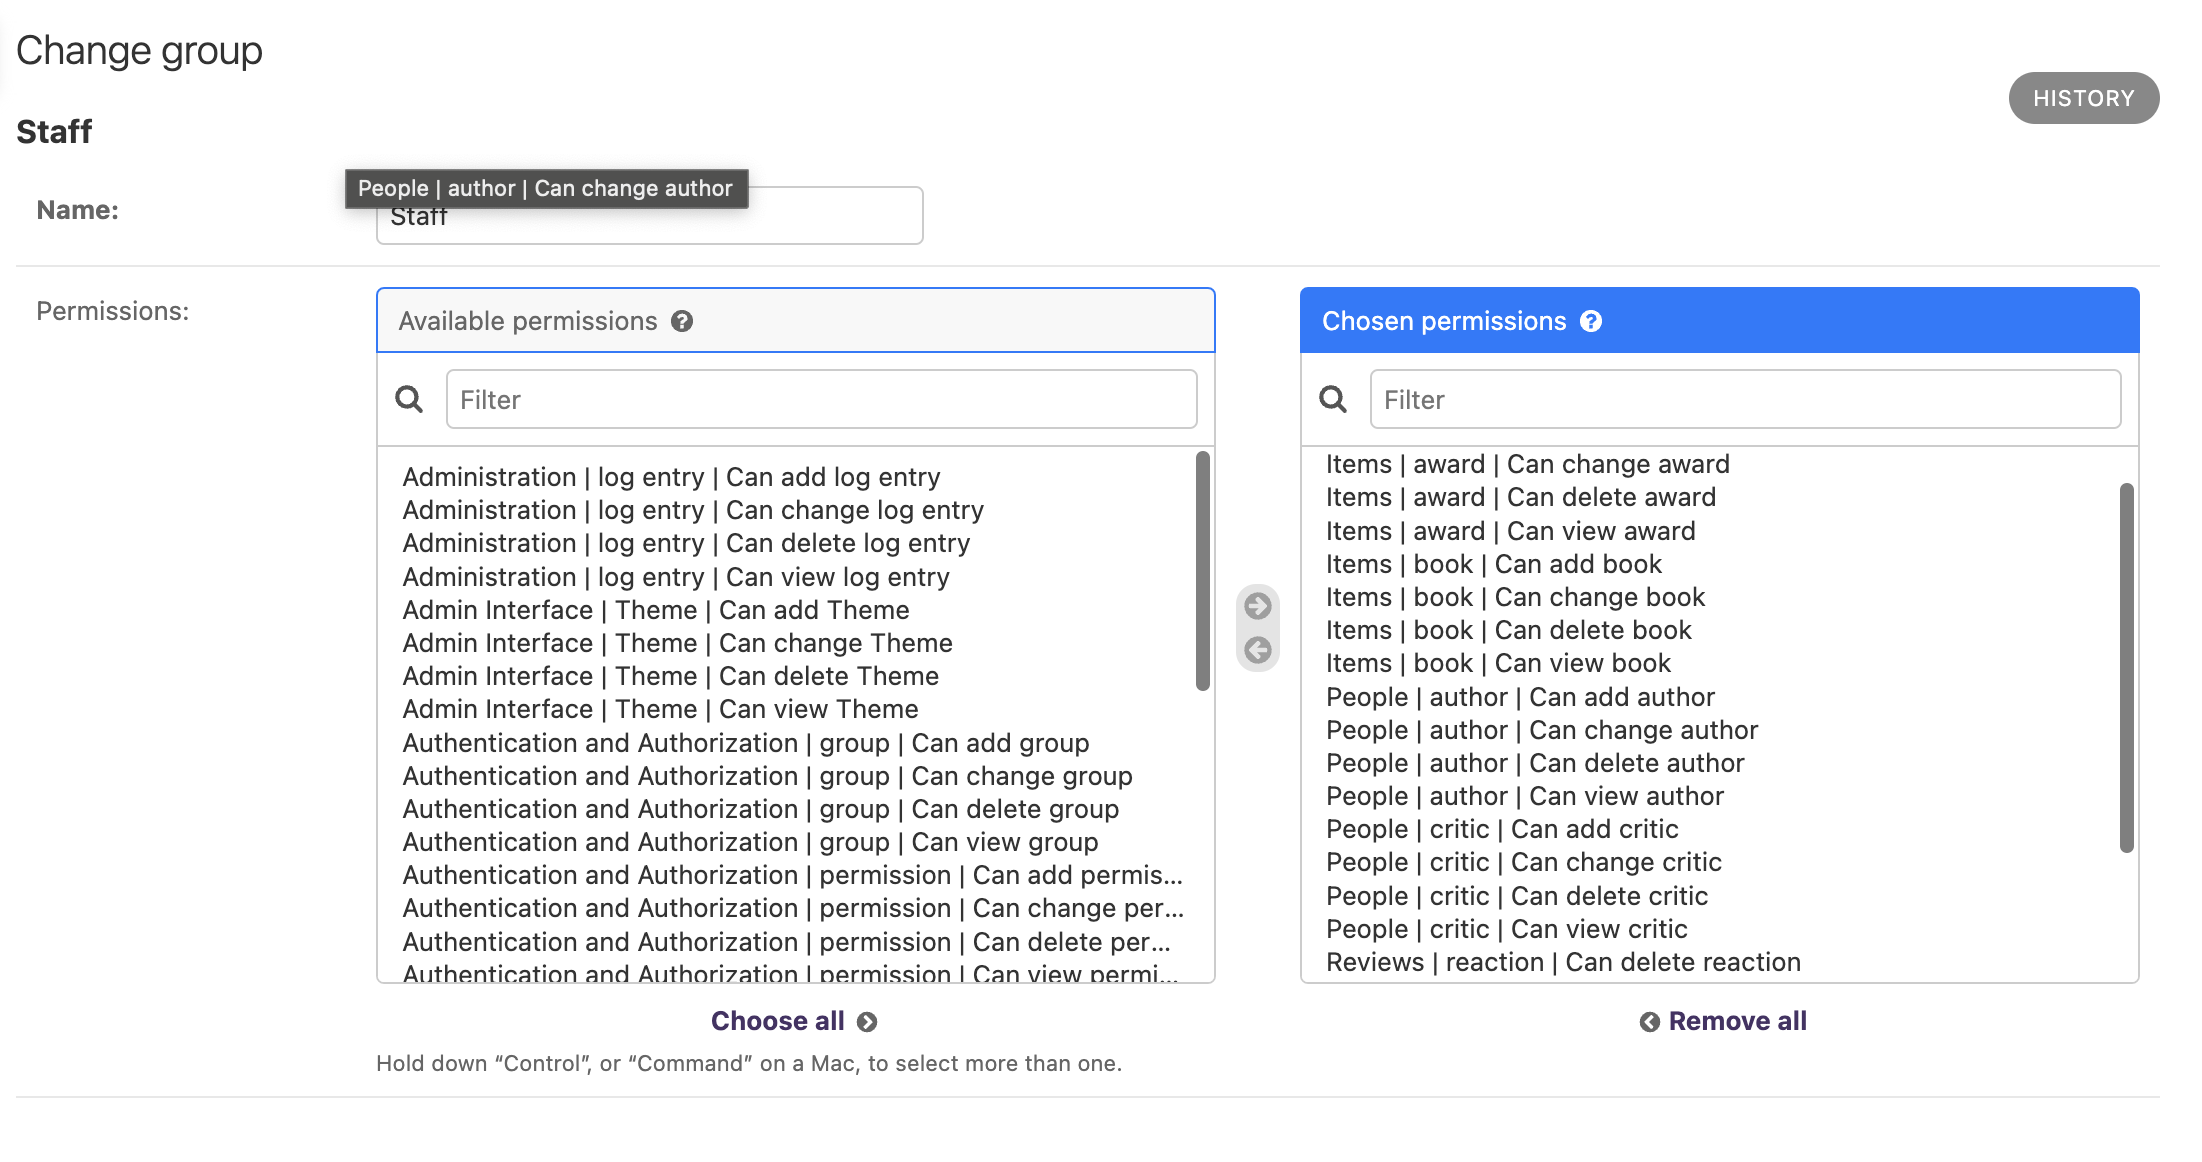 Change group
HISTORY
Staff
People | author | Can change author
Name:
Staff
Permissions:
Available permissions ?
Filter
Administration | log entry | Can add log entry
Administration | log entry | Can change log entry
Administration | log entry | Can delete log entry
Administration | log entry | Can view log entry
Admin Interface | Theme | Can add Theme
Admin Interface | Theme | Can change Theme
Admin Interface | Theme | Can delete Theme
Admin Interface | Theme | Can view Theme
Authentication and Authorization | group | Can add group
Authentication and Authorization | group | Can change group
Authentication and Authorization | group | Can delete group
Authentication and Authorization | group | Can view group
Authentication and Authorization | permission | Can add permis...
Authentication and Authorization | permission | Can change per...
Authentication and Authorization | permission | Can delete per...
Authentication and Authorization | permission | Can view permi...
Choose all
Hold down “Control”, or “Command” on a Mac, to select more than one.
Chosen permissions ?
Filter
Items | award | Can change award
Items | award | Can delete award
Items | award | Can view award
Items | book | Can add book
Items | book | Can change book
Items | book | Can delete book
Items | book | Can view book
People | author | Can add author
People | author | Can change author
People | author | Can delete author
People | author | Can view author
People | critic | Can add critic
People | critic | Can change critic
People | critic | Can delete critic
People | critic | Can view critic
Reviews | reaction | Can delete reaction
Remove all